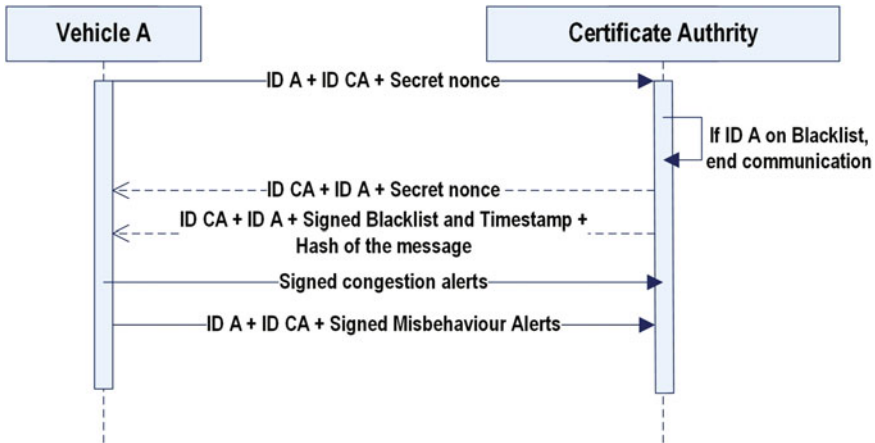 Vehicle A
Certificate Authrity
ID A + ID CA + Secret nonce
If ID A on Blacklist,
end communication
ID CA + ID A + Secret nonce
ID CA + ID A + Signed Blacklist and Timestamp +
Hash of the message
Signed congestion alerts
ID A + ID CA + Signed Misbehaviour Alerts